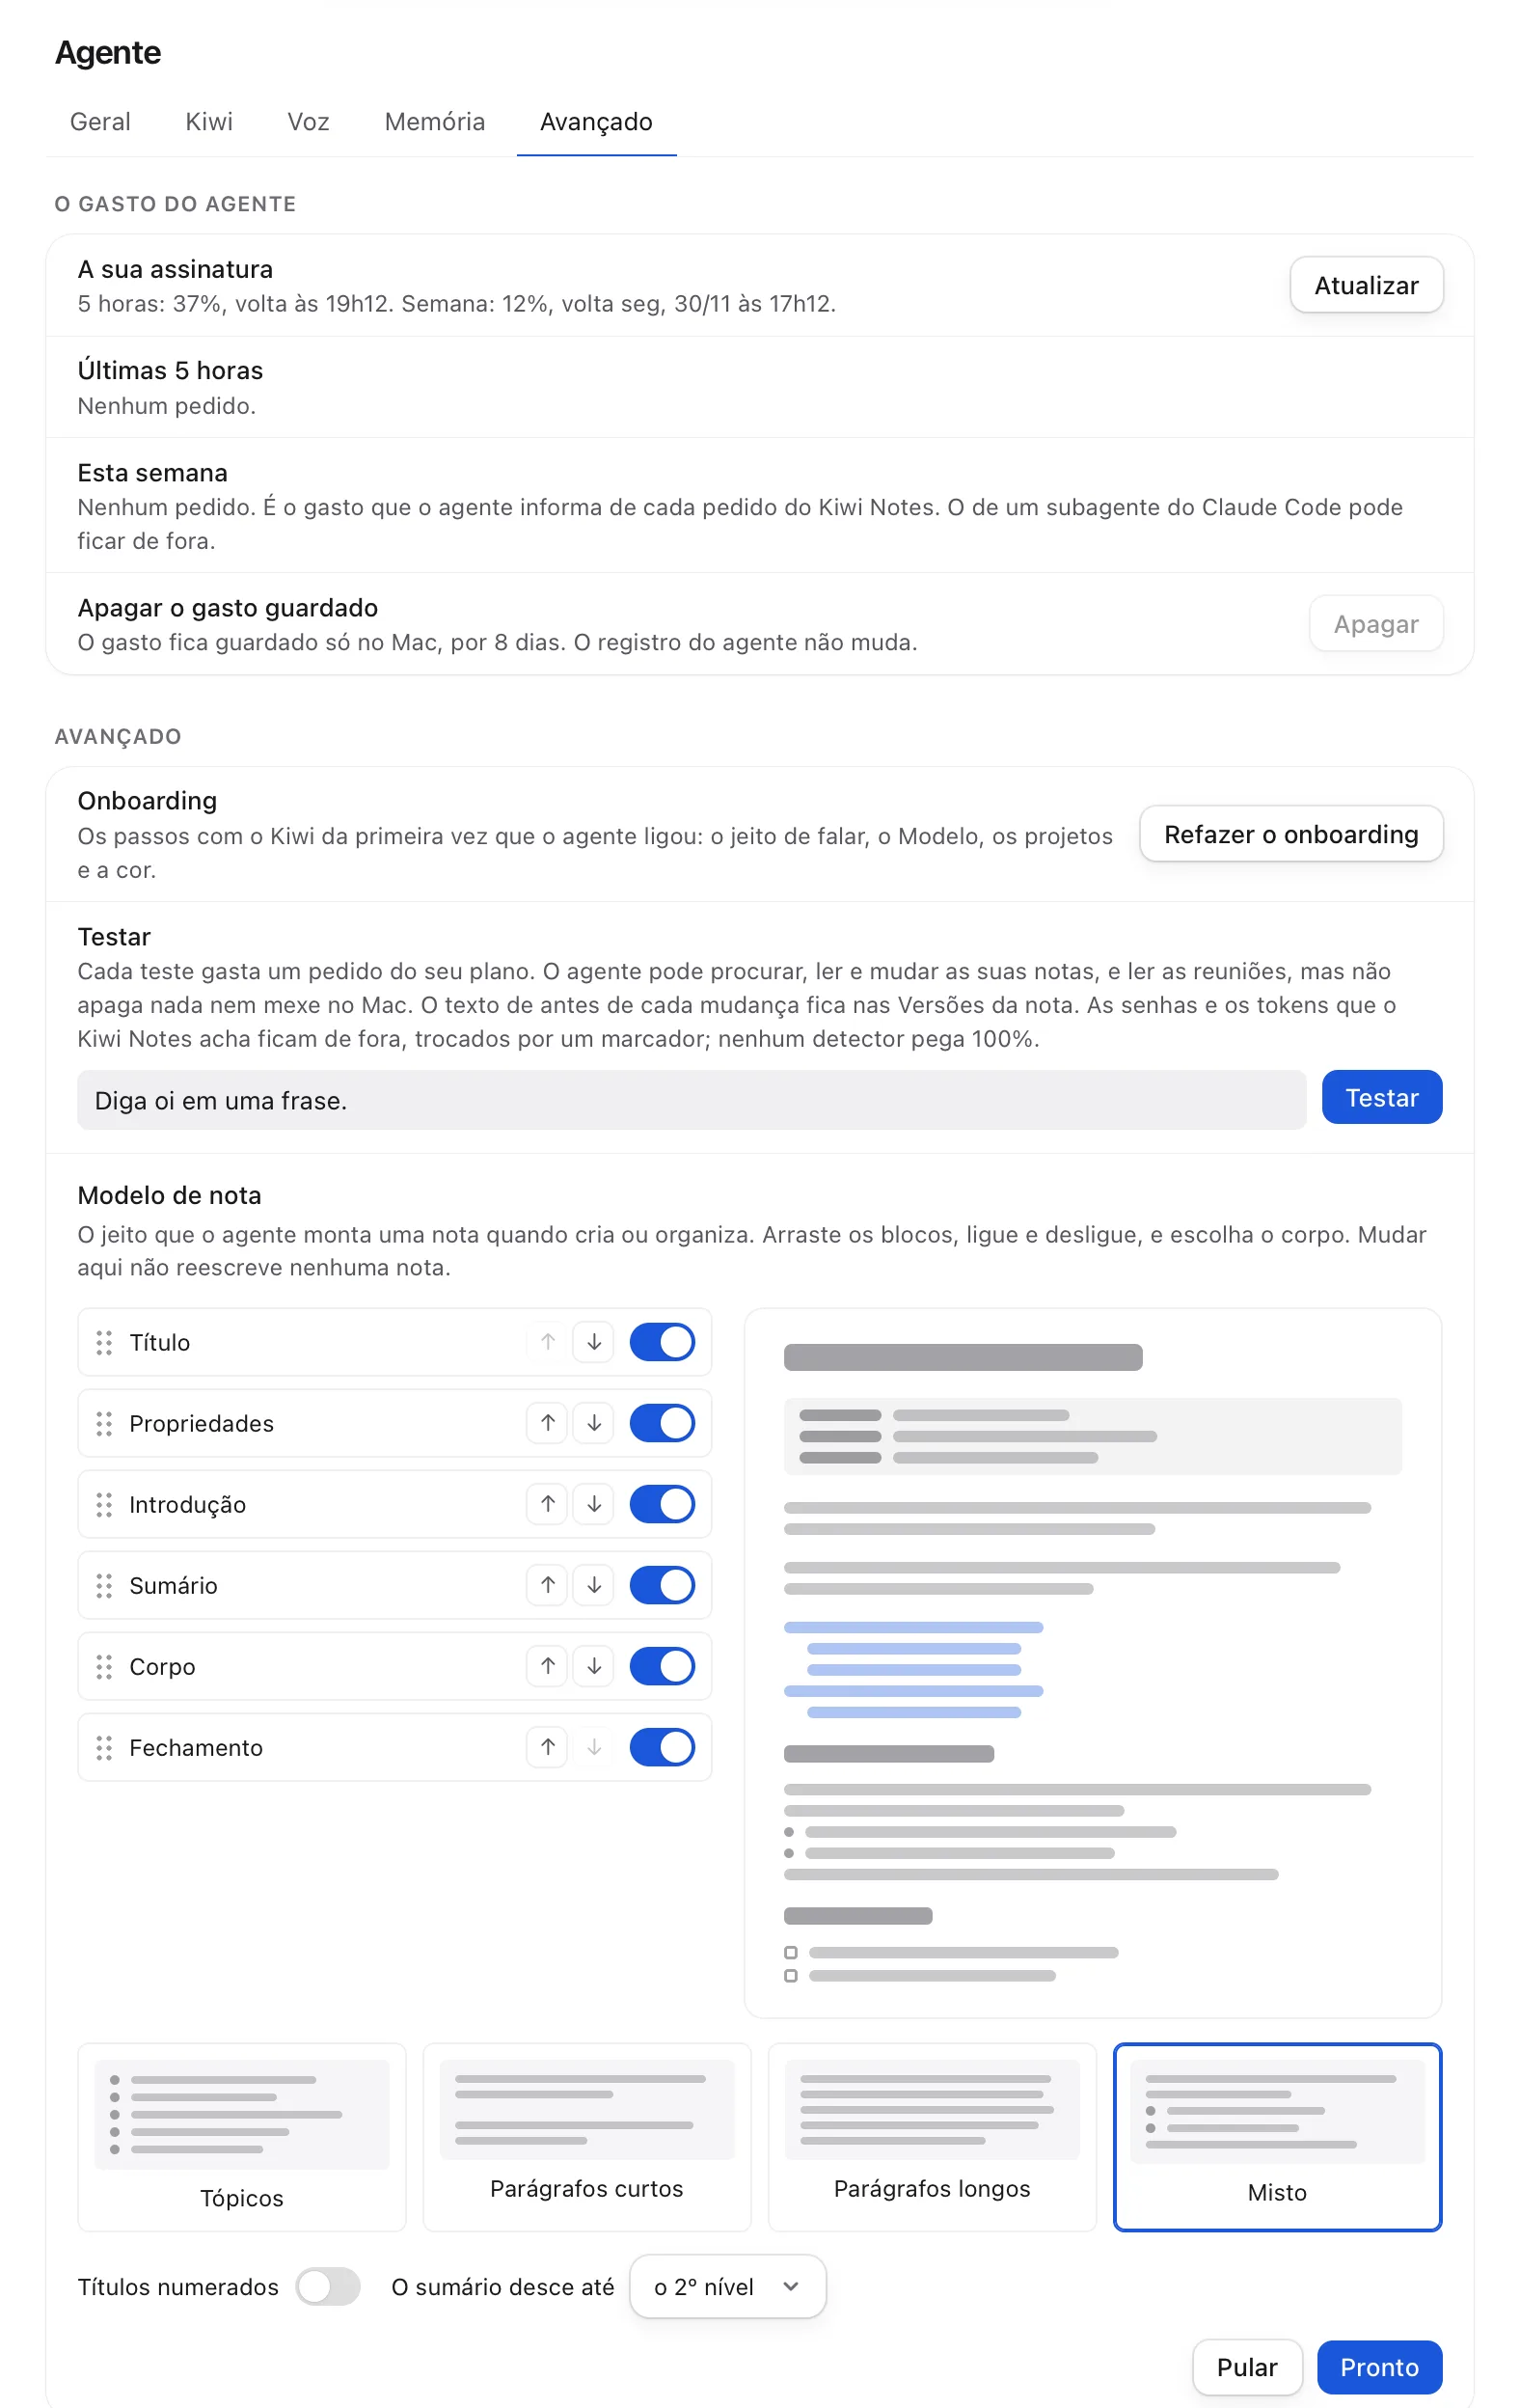 Agente
Geral
Kiwi
Voz
Memória
Avançado
O GASTO DO AGENTE
A sua assinatura
5 horas: 37%, volta às 19h12. Semana: 12%, volta seg, 30/11 às 17h12.
Atualizar
Últimas 5 horas
Nenhum pedido.
Esta semana
Nenhum pedido. É o gasto que o agente informa de cada pedido do Kiwi Notes. O de um subagente do Claude Code pode
ficar de fora.
Apagar o gasto guardado
O gasto fica guardado só no Mac, por 8 dias. O registro do agente não muda.
Apagar
AVANÇADO
Onboarding
Os passos com o Kiwi da primeira vez que o agente ligou: o jeito de falar, o Modelo, os projetos
e a cor.
Refazer o onboarding
Testar
Cada teste gasta um pedido do seu plano. O agente pode procurar, ler e mudar as suas notas, e ler as reuniões, mas não
apaga nada nem mexe no Mac. O texto de antes de cada mudança fica nas Versões da nota. As senhas e os tokens que o
Kiwi Notes acha ficam de fora, trocados por um marcador; nenhum detector pega 100%.
Diga oi em uma frase.
Testar
Modelo de nota
O jeito que o agente monta uma nota quando cria ou organiza. Arraste os blocos, ligue e desligue, e escolha o corpo. Mudar
aqui não reescreve nenhuma nota.
Título
Propriedades
Introdução
Sumário
Corpo
Fechamento
Tópicos
Parágrafos curtos
Parágrafos longos
Misto
Títulos numerados
O sumário desce até
o 2º nível
Pular
Pronto